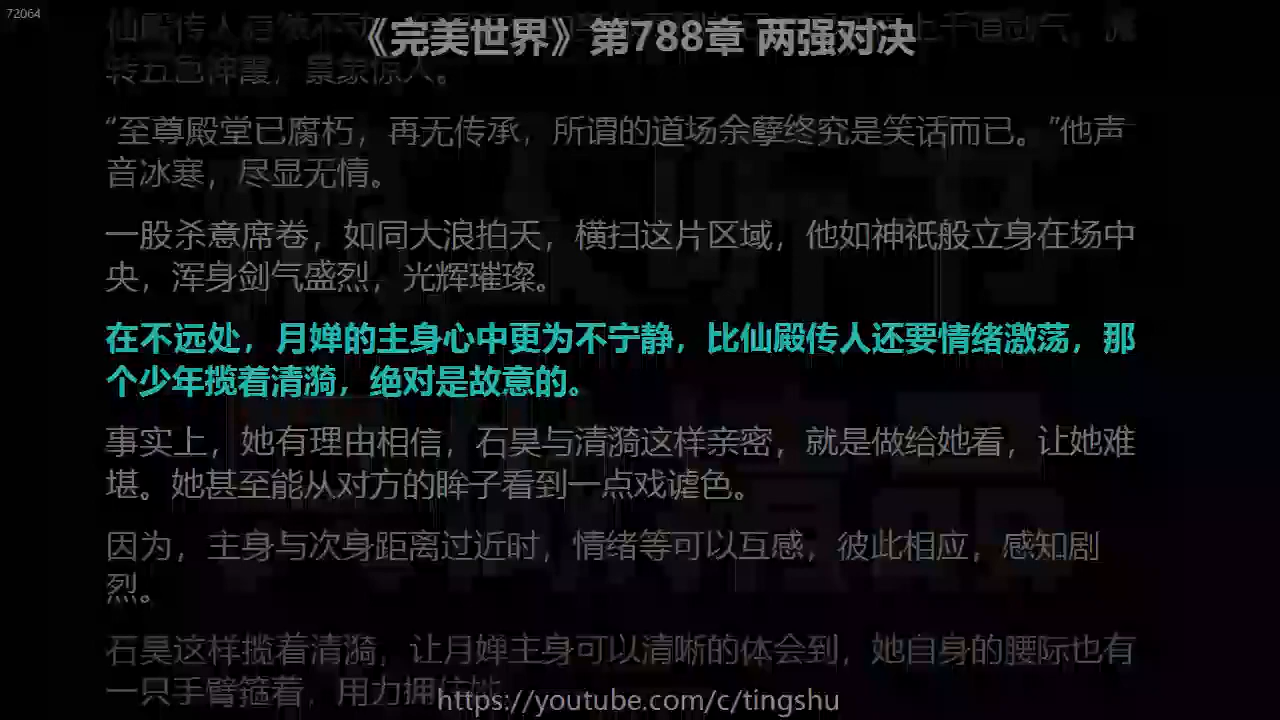 72064
《完美世界》第788章 两强对决
仙殿传人
上千道剑气，流
转五色神霞，景象惊人。
“至尊殿堂已腐朽，再无传承，所谓的道场余孽终究是笑话而已。”他声
音冰寒，尽显无情。
一股杀意席卷，如同大浪拍天，横扫这片区域，他如神祇般立身在场中
央，浑身剑气盛烈，光辉璀璨。
在不远处，月婵的主身心中更为不宁静，比仙殿传人还要情绪激荡，那
个少年揽着清漪，绝对是故意的。
事实上，她有理由相信，石昊与清漪这样亲密，就是做给她看，让她难
堪。她甚至能从对方的眸子看到一点戏谑色。
因为，主身与次身距离过近时，情绪等可以互感，彼此相应，感知剧
烈。
石昊这样揽着清漪，让月婵主身可以清晰的体会到，她自身的腰际也有
一只手臂箍着，用力拥住她
https://youtube.com/c/tingshu